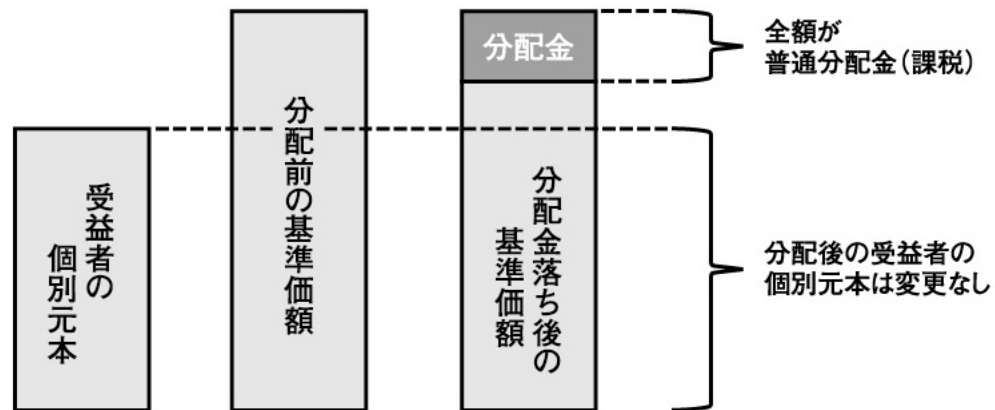 受益者の
個別元本
分配前の基準価額
分配金
分配金落ち後の
基準価額
全額が
普通分配金（課税）
分配後の受益者の
個別元本は変更なし